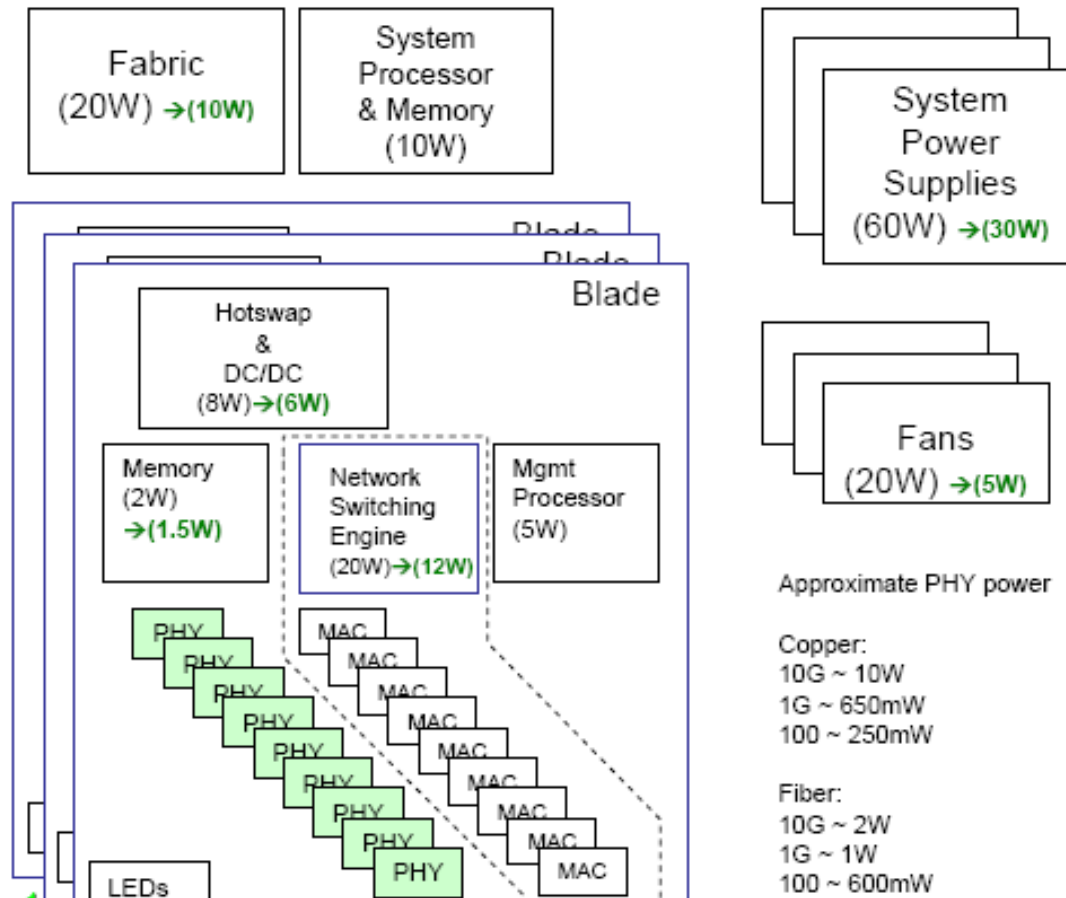 Fabric
(20W) →(10W)
System
Processor
& Memory
(10W)
System
Power
Supplies
(60W) →(30W)
Blade
Blade
Blade
Hotswap
&
DC/DC
(8W)→(6W)
Memory
(2W)
→(1.5W)
Network
Switching
Engine
(20W)→(12W)
Mgmt
Processor
(5W)
Fans
(20W) →(5W)
PHY
PHY
PHY
PHY
PHY
PHY
PHY
PHY
PHY
MAC
MAC
MAC
MAC
MAC
MAC
MAC
MAC
MAC
LEDs
Approximate PHY power
Copper:
10G ~ 10W
1G ~ 650mW
100 ~ 250mW
Fiber:
10G ~ 2W
1G ~ 1W
100 ~ 600mW